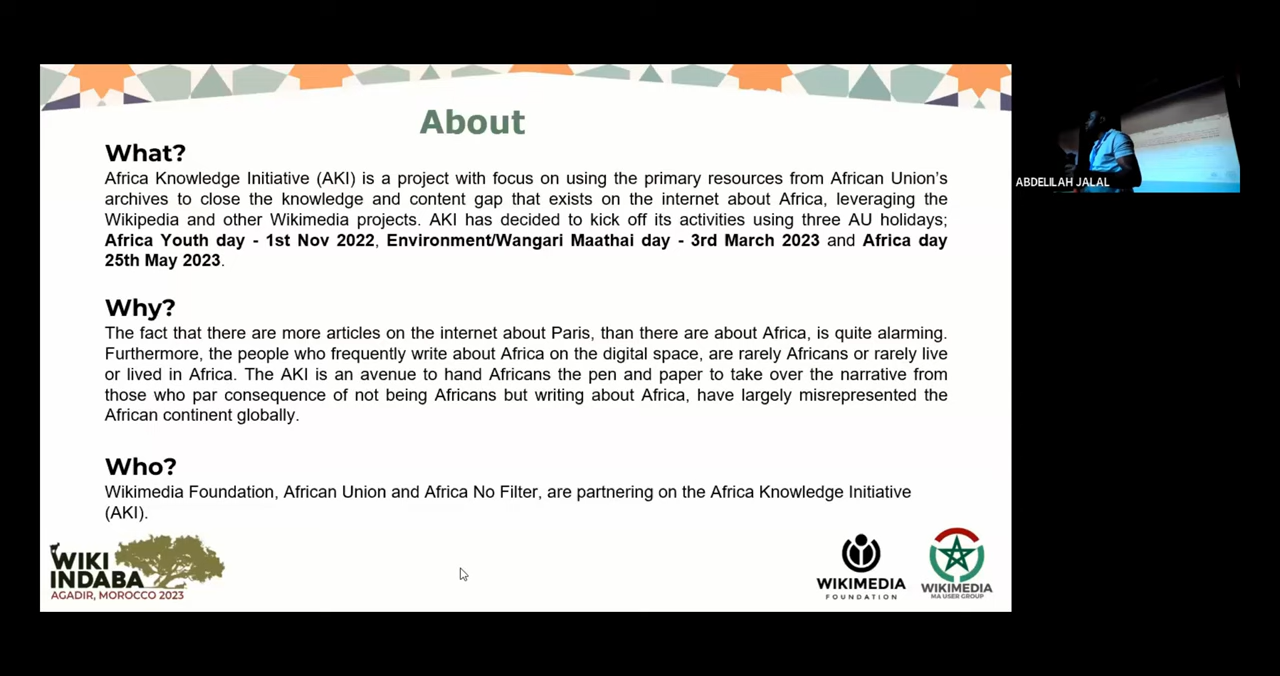 About
What?
Africa Knowledge Initiative (AKI) is a project with focus on using the primary resources from African Union's
archives to close the knowledge and content gap that exists on the internet about Africa, leveraging the
Wikipedia and other Wikimedia projects. AKI has decided to kick off its activities using three AU holidays;
Africa Youth day - 1st Nov 2022, Environment/Wangari Maathai day - 3rd March 2023 and Africa day
25th May 2023.
Why?
The fact that there are more articles on the internet about Paris, than there are about Africa, is quite alarming.
Furthermore, the people who frequently write about Africa on the digital space, are rarely Africans or rarely live
or lived in Africa. The AKI is an avenue to hand Africans the pen and paper to take over the narrative from
those who par consequence of not being Africans but writing about Africa, have largely misrepresented the
African continent globally.
Who?
Wikimedia Foundation, African Union and Africa No Filter, are partnering on the Africa Knowledge Initiative
(AKI).
WIKI
INDABA
AGADIR, MOROCCO 2023
WIKIMEDIA
FOUNDATION
WIKIMEDIA
MA USER GROUP
ABDELILAH JALAL